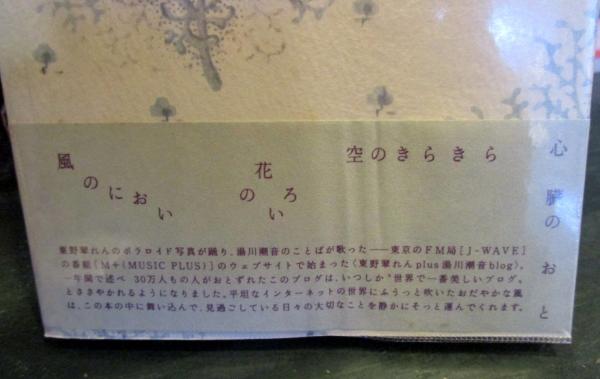 風のにおい
花のいろ
空のきらきら
心臓のおと
東野翠れんのポラロイド写真が踊り、湯川潮音のことばが歌った——東京のFM局[J-WAVE]
の番組[M+(MUSIC PLUS)]のウェブサイトで始まった〈東野翠れんplus湯川潮音blog〉。
一年間で述べ 30万人もの人がおとずれたこのブログは、いつしか“世界で一番美しいブログ”
とささやかれるようになりました。平坦なインターネットの世界にふうっと吹いたおだやかな風
は、この本の中に舞い込んで、見過ごしている日々の大切なことを静かにそっと運んでくれます。